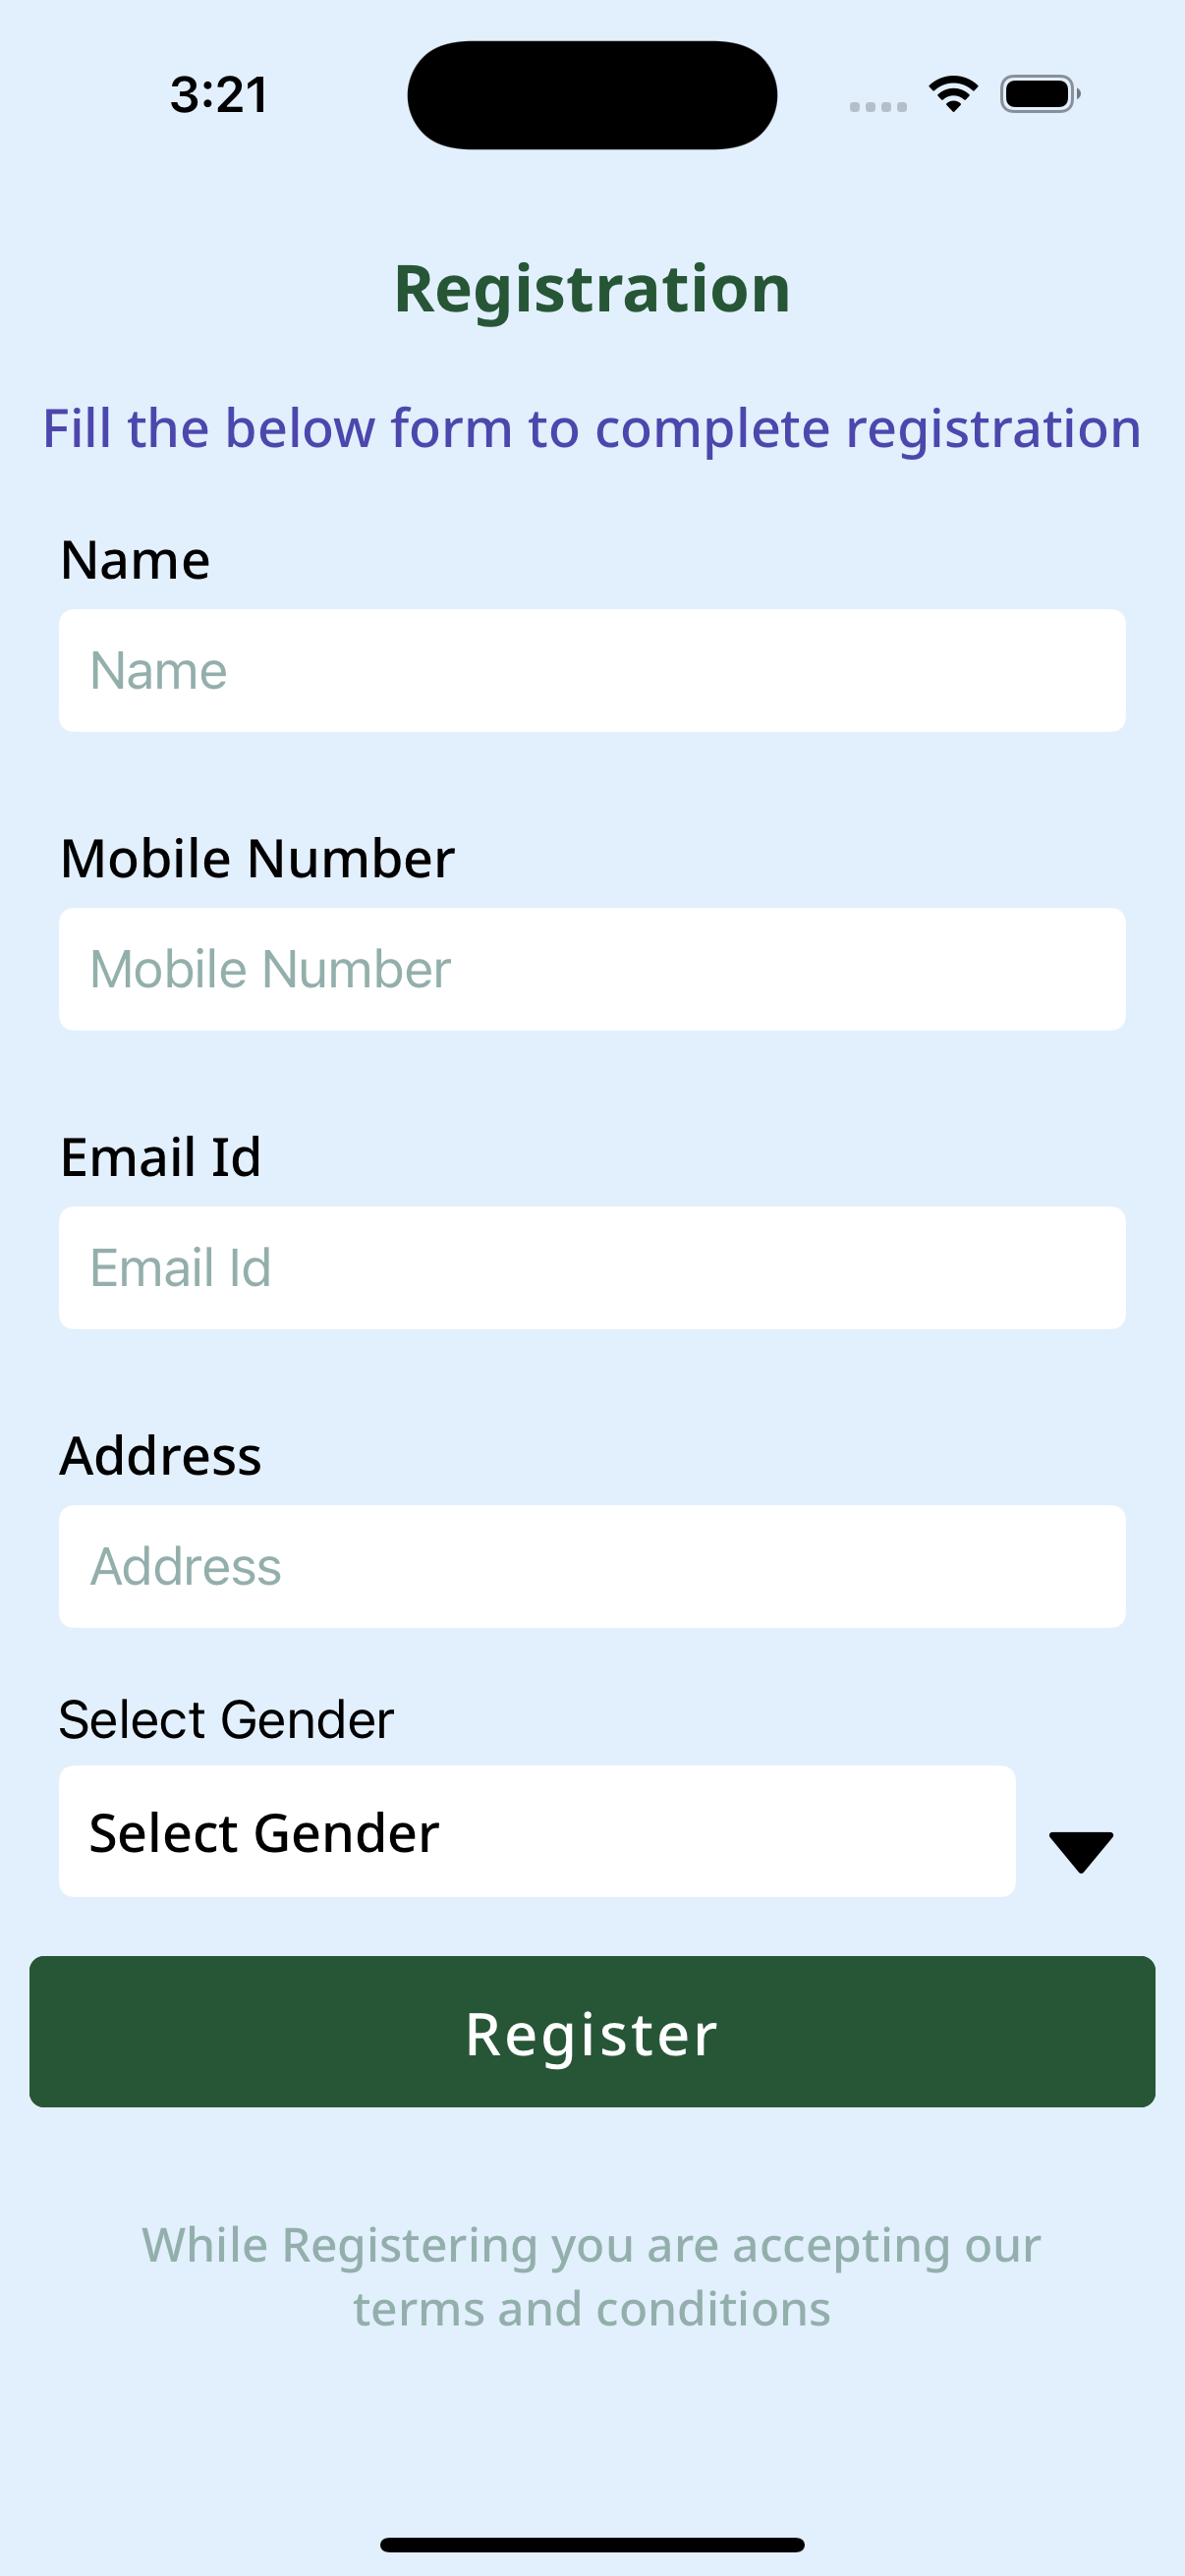 3:21
Registration
Fill the below form to complete registration
Name
Name
Mobile Number
Mobile Number
Email Id
Email Id
Address
Address
Select Gender
Select Gender
Register
While Registering you are accepting our
terms and conditions